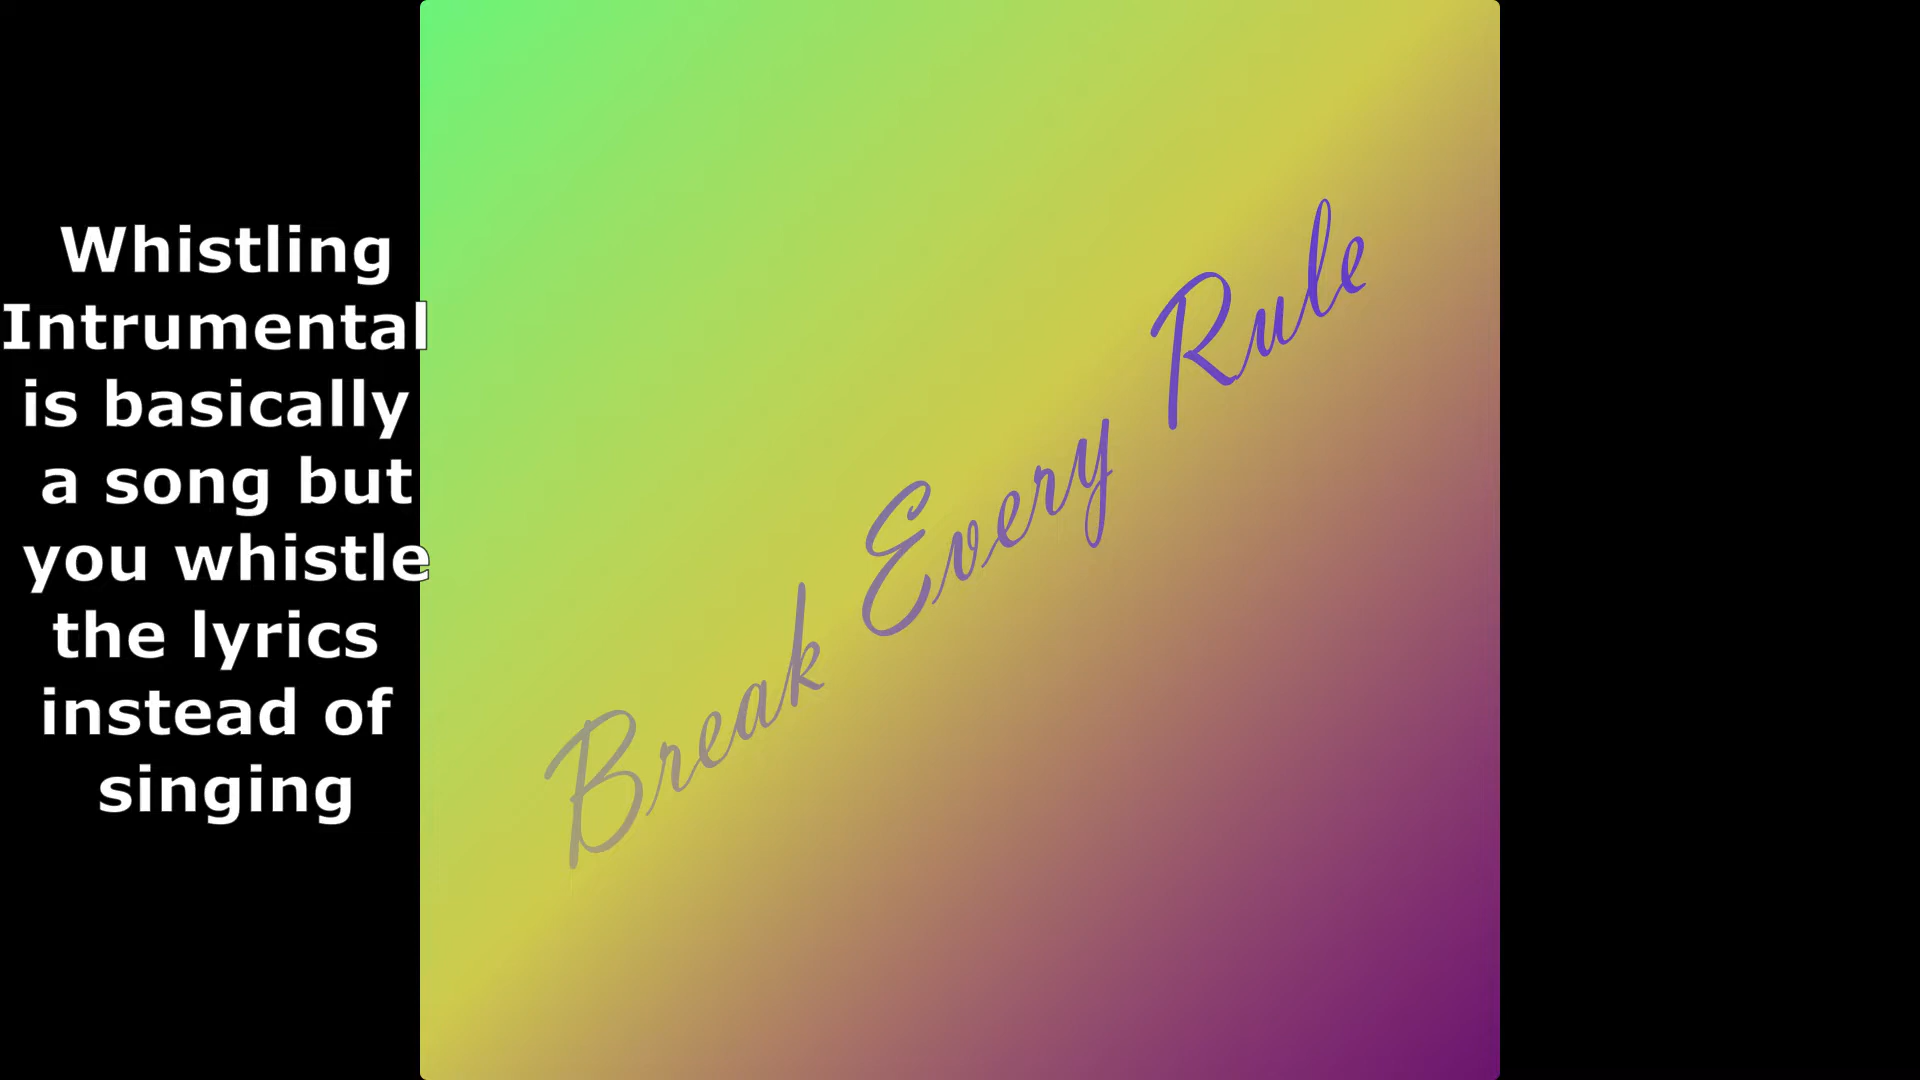 Whistling
Intrumental
is basically
a song but
you whistle
the lyrics
instead of
singing
Break Every Rule